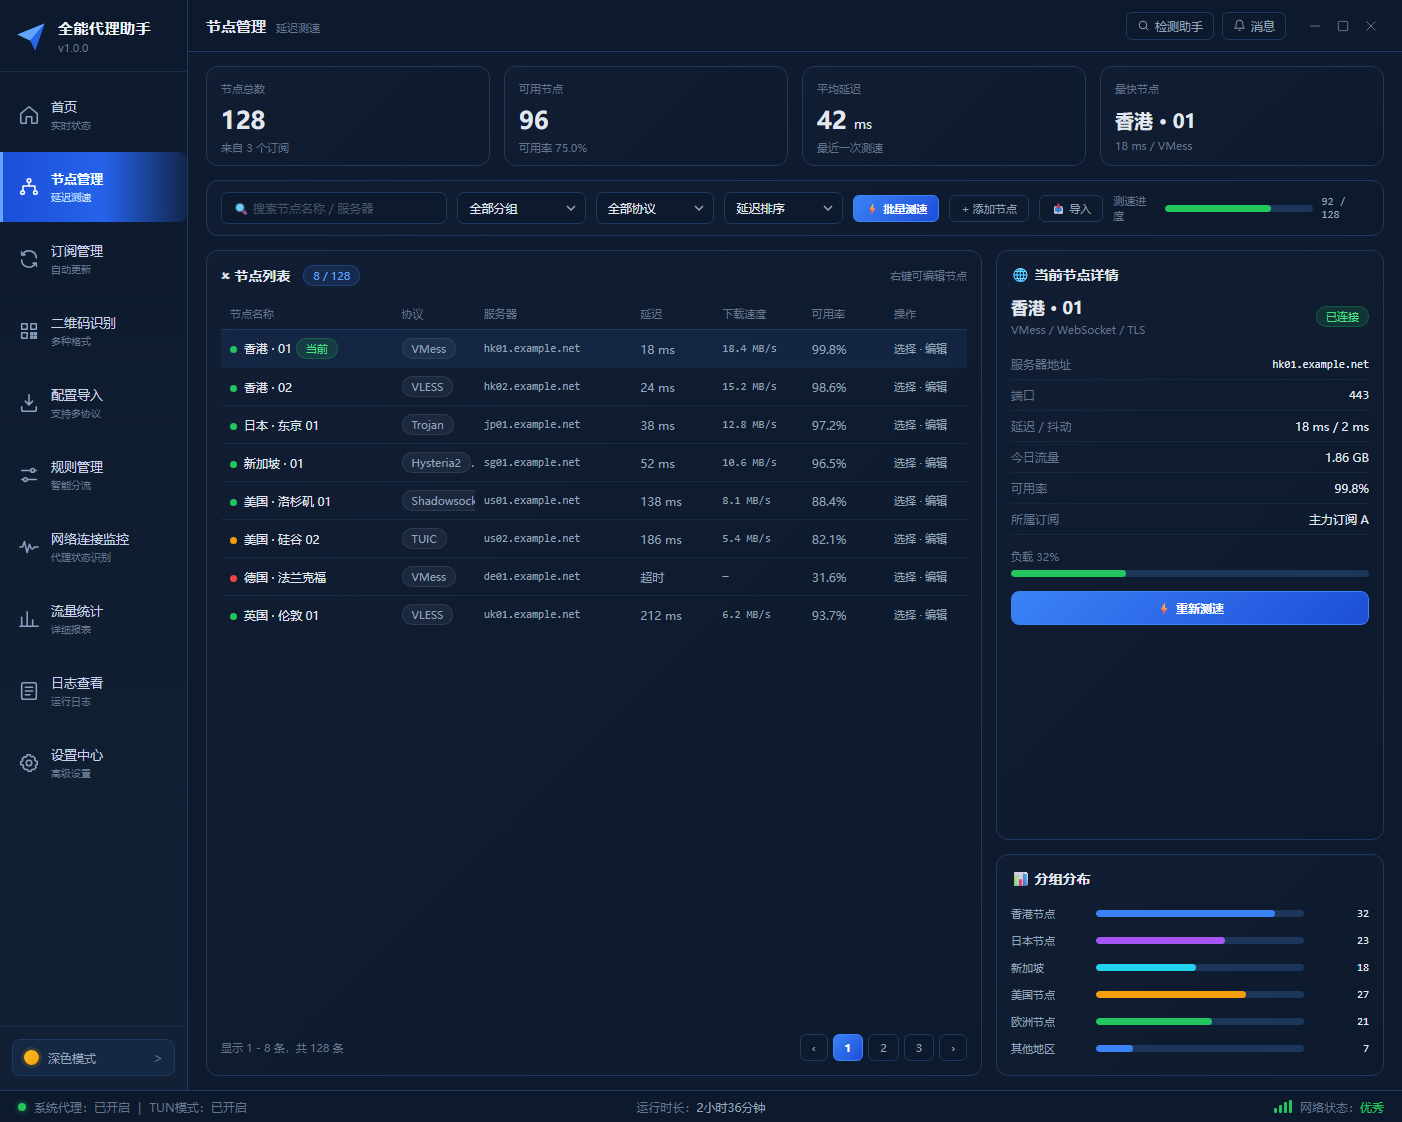 全能代理助手
v1.0.0
首页
实时状态
节点管理
延迟测速
订阅管理
自动更新
二维码识别
多种格式
配置导入
支持多协议
规则管理
智能分流
网络连接监控
代理状态识别
流量统计
详细报表
日志查看
运行日志
设置中心
高级设置
深色模式 >
节点管理 延迟测速
检测助手 消息
节点总数
128
来自 3 个订阅
可用节点
96
可用率 75.0%
平均延迟
42 ms
最近一次测速
最快节点
香港 • 01
18 ms / VMess
搜索节点名称 / 服务器 全部分组 全部协议 延迟排序 批量测速 + 添加节点 导入
测速进度
92 / 128
节点列表 8 / 128 右键可编辑节点
节点名称 协议 服务器 延迟 下载速度 可用率 操作
香港 · 01 当前 VMess hk01.example.net 18 ms 18.4 MB/s 99.8% 选择 · 编辑
香港 · 02 VLESS hk02.example.net 24 ms 15.2 MB/s 98.6% 选择 · 编辑
日本 · 东京 01 Trojan jp01.example.net 38 ms 12.8 MB/s 97.2% 选择 · 编辑
新加坡 · 01 Hysteria2 sg01.example.net 52 ms 10.6 MB/s 96.5% 选择 · 编辑
美国 · 洛杉矶 01 Shadowsock us01.example.net 138 ms 8.1 MB/s 88.4% 选择 · 编辑
美国 · 硅谷 02 TUIC us02.example.net 186 ms 5.4 MB/s 82.1% 选择 · 编辑
德国 · 法兰克福 VMess de01.example.net 超时 — 31.6% 选择 · 编辑
英国 · 伦敦 01 VLESS uk01.example.net 212 ms 6.2 MB/s 93.7% 选择 · 编辑
显示 1 - 8 条，共 128 条 ‹ 1 2 3 ›
当前节点详情
香港 • 01
VMess / WebSocket / TLS
已连接
服务器地址 hk01.example.net
端口 443
延迟 / 抖动 18 ms / 2 ms
今日流量 1.86 GB
可用率 99.8%
所属订阅 主力订阅 A
负载 32%
重新测速
分组分布
香港节点 32
日本节点 23
新加坡 18
美国节点 27
欧洲节点 21
其他地区 7
系统代理：已开启 | TUN模式：已开启
运行时长：2小时36分钟
网络状态：优秀